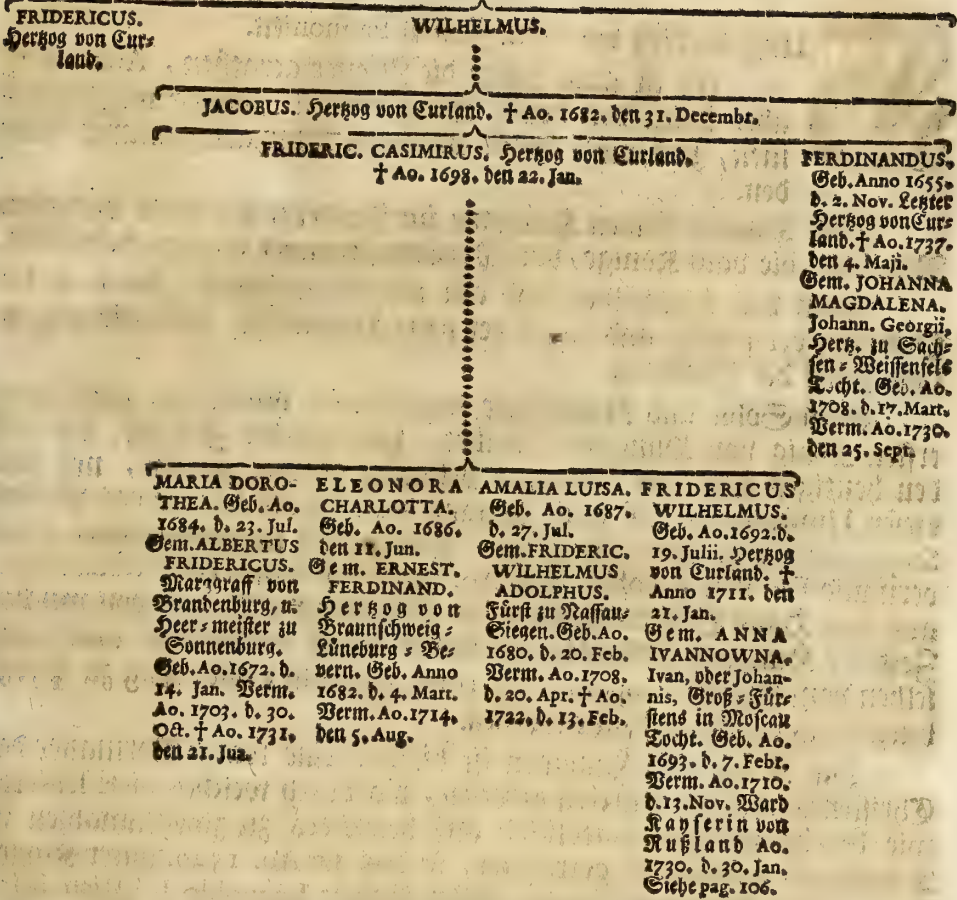 FRIDERICUS.
Hertzog von Cur-
land.
WILHELMUS.
JACOBUS. Hertzog von Curland. † Ao. 1682. den 31. Decembr.
FRIDERIC. CASIMIRUS. Hertzog von Curland.
† Ao. 1698. den 22. Jan.
FERDINANDUS.
Geb. Anno 1655.
d. 2. Nov. Letzter
Hertzog von Cur-
land. † Ao. 1737.
den 4. Maji.
Gem. JOHANNA
MAGDALENA.
Johann. Georgii,
Hertz. zu Sach-
sen-Weissenfels
Tocht. Geb. Ao.
1708. d. 17. Mart.
Verm. Ao. 1730.
den 25. Sept.
MARIA DORO-
THEA. Geb. Ao.
1684. d. 23. Jul.
Gem. ALBERTUS
FRIDERICUS.
Marggraff von
Brandenburg, u.
Heer-meister zu
Sonnenburg.
Geb. Ao. 1672. d.
14. Jan. Verm.
Ao. 1703. d. 30.
Oct. † Ao. 1731.
den 21. Jun.
ELEONORA
CHARLOTTA.
Geb. Ao. 1686.
den 11. Jun.
Gem. ERNEST.
FERDINAND.
Hertzog von
Braunschweig-
Lüneburg-Be-
vern. Geb. Anno
1682. d. 4. Mart.
Verm. Ao. 1714.
den 5. Aug.
AMALIA LUISA.
Geb. Ao. 1687.
d. 27. Jul.
Gem. FRIDERIC.
WILHELMUS
ADOLPHUS.
Fürst zu Nassau-
Siegen. Geb. Ao.
1680. d. 20. Feb.
Verm. Ao. 1708.
d. 20. Apr. † Ao.
1722. d. 13. Feb.
FRIDERICUS
WILHELMUS.
Geb. Ao. 1692. d.
19. Julii. Hertzog
von Curland. †
Anno 1711. den
21. Jan.
Gem. ANNA
IVANNOWNA.
Ivan, oder Johan-
nis, Groß-Für-
stens in Moscau
Tocht. Geb. Ao.
1693. d. 7. Febr.
Verm. Ao. 1710.
d. 13. Nov. Ward
Kayserin von
Rußland Ao.
1730. d. 30. Jan.
Siehe pag. 106.